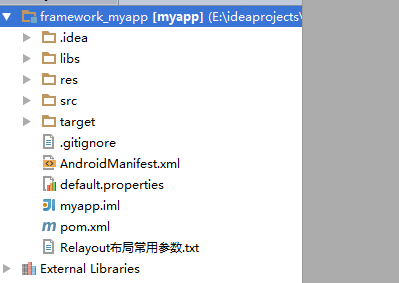 framework_myapp [myapp] (E:\ideaprojects\
.idea
libs
res
src
target
.gitignore
AndroidManifest.xml
default.properties
myapp.iml
pom.xml
Relayout布局常用参数.txt
External Libraries